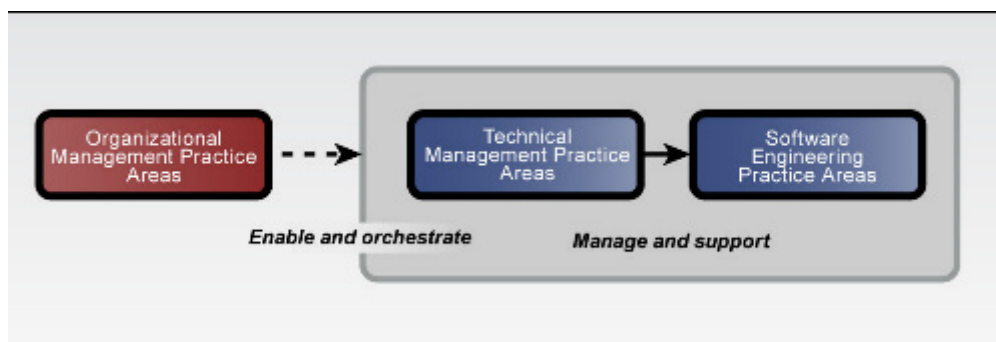 Organizational
Management Practice
Areas
Technical
Management Practice
Areas
Software
Engineering
Practice Areas
Enable and orchestrate
Manage and support